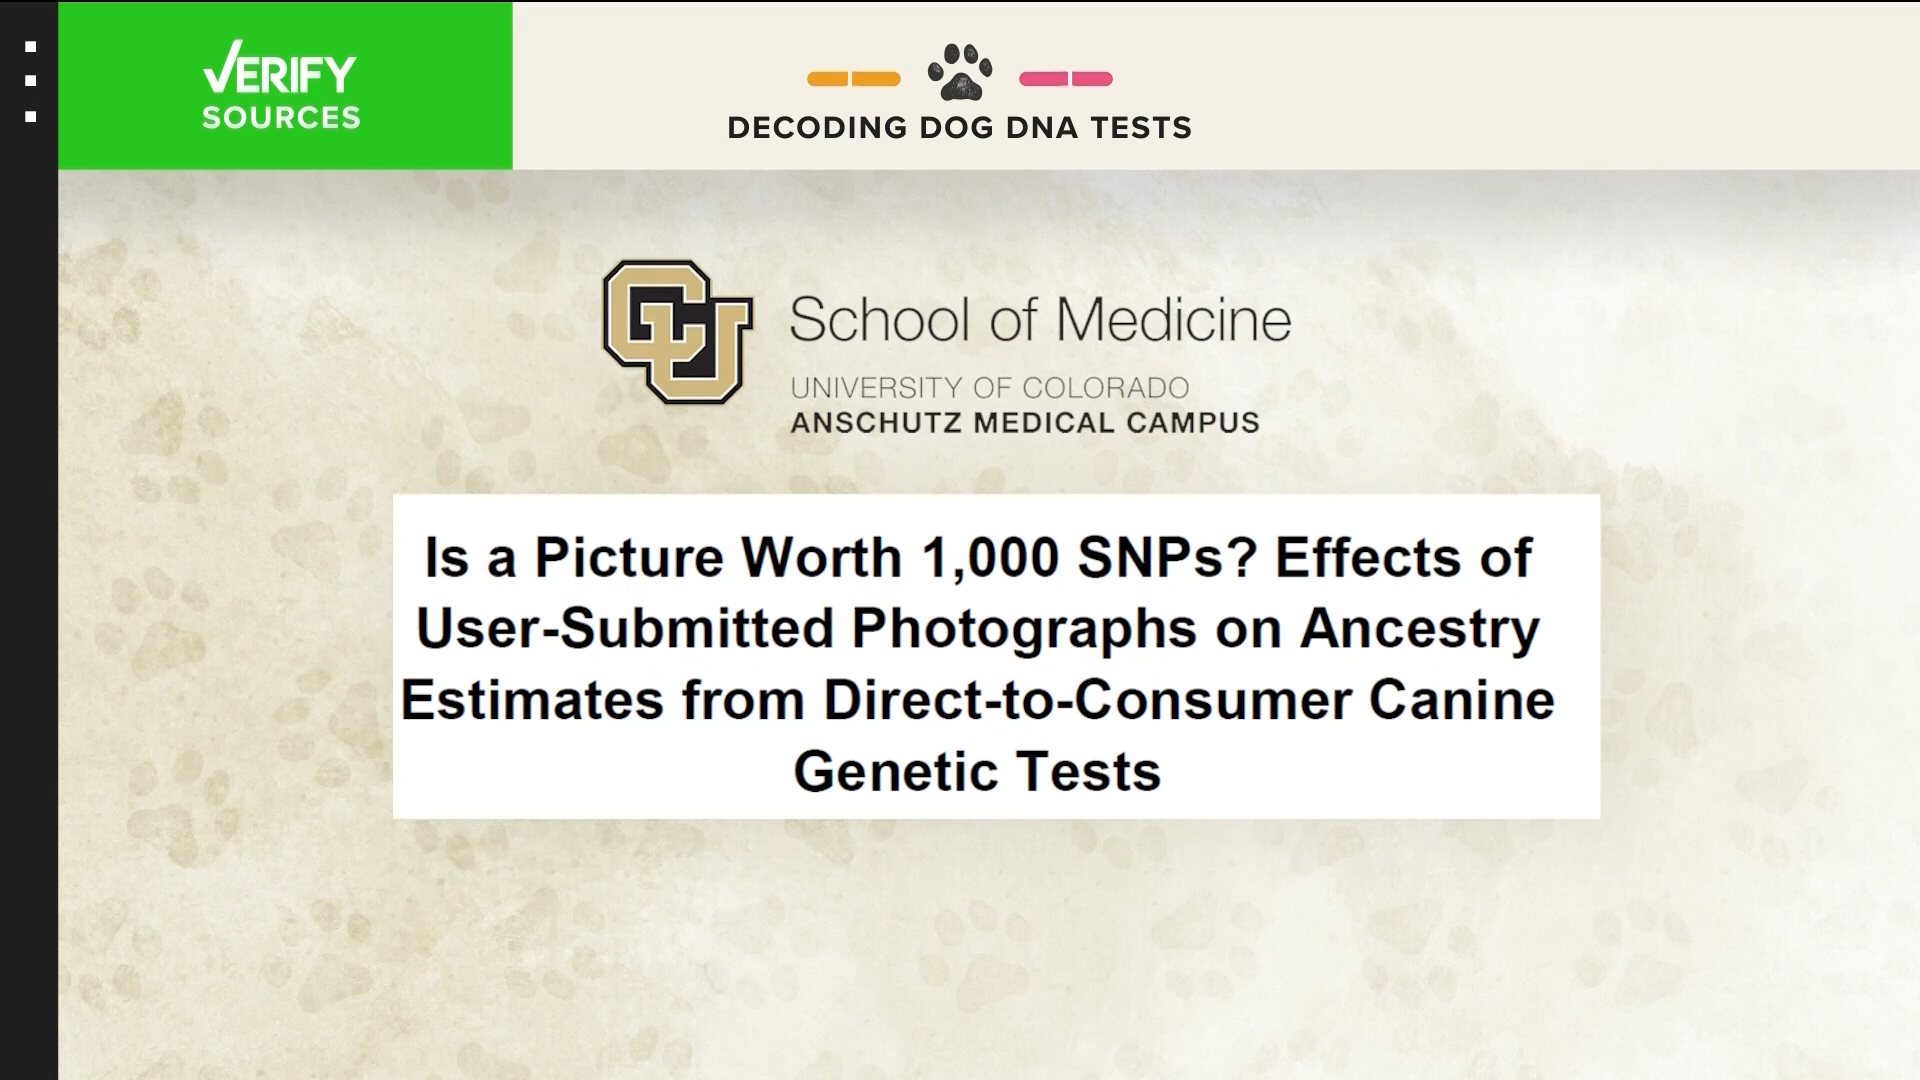 VERIFY
SOURCES
DECODING DOG DNA TESTS
CU
School of Medicine
UNIVERSITY OF COLORADO
ANSCHUTZ MEDICAL CAMPUS
Is a Picture Worth 1,000 SNPs? Effects of
User-Submitted Photographs on Ancestry
Estimates from Direct-to-Consumer Canine
Genetic Tests